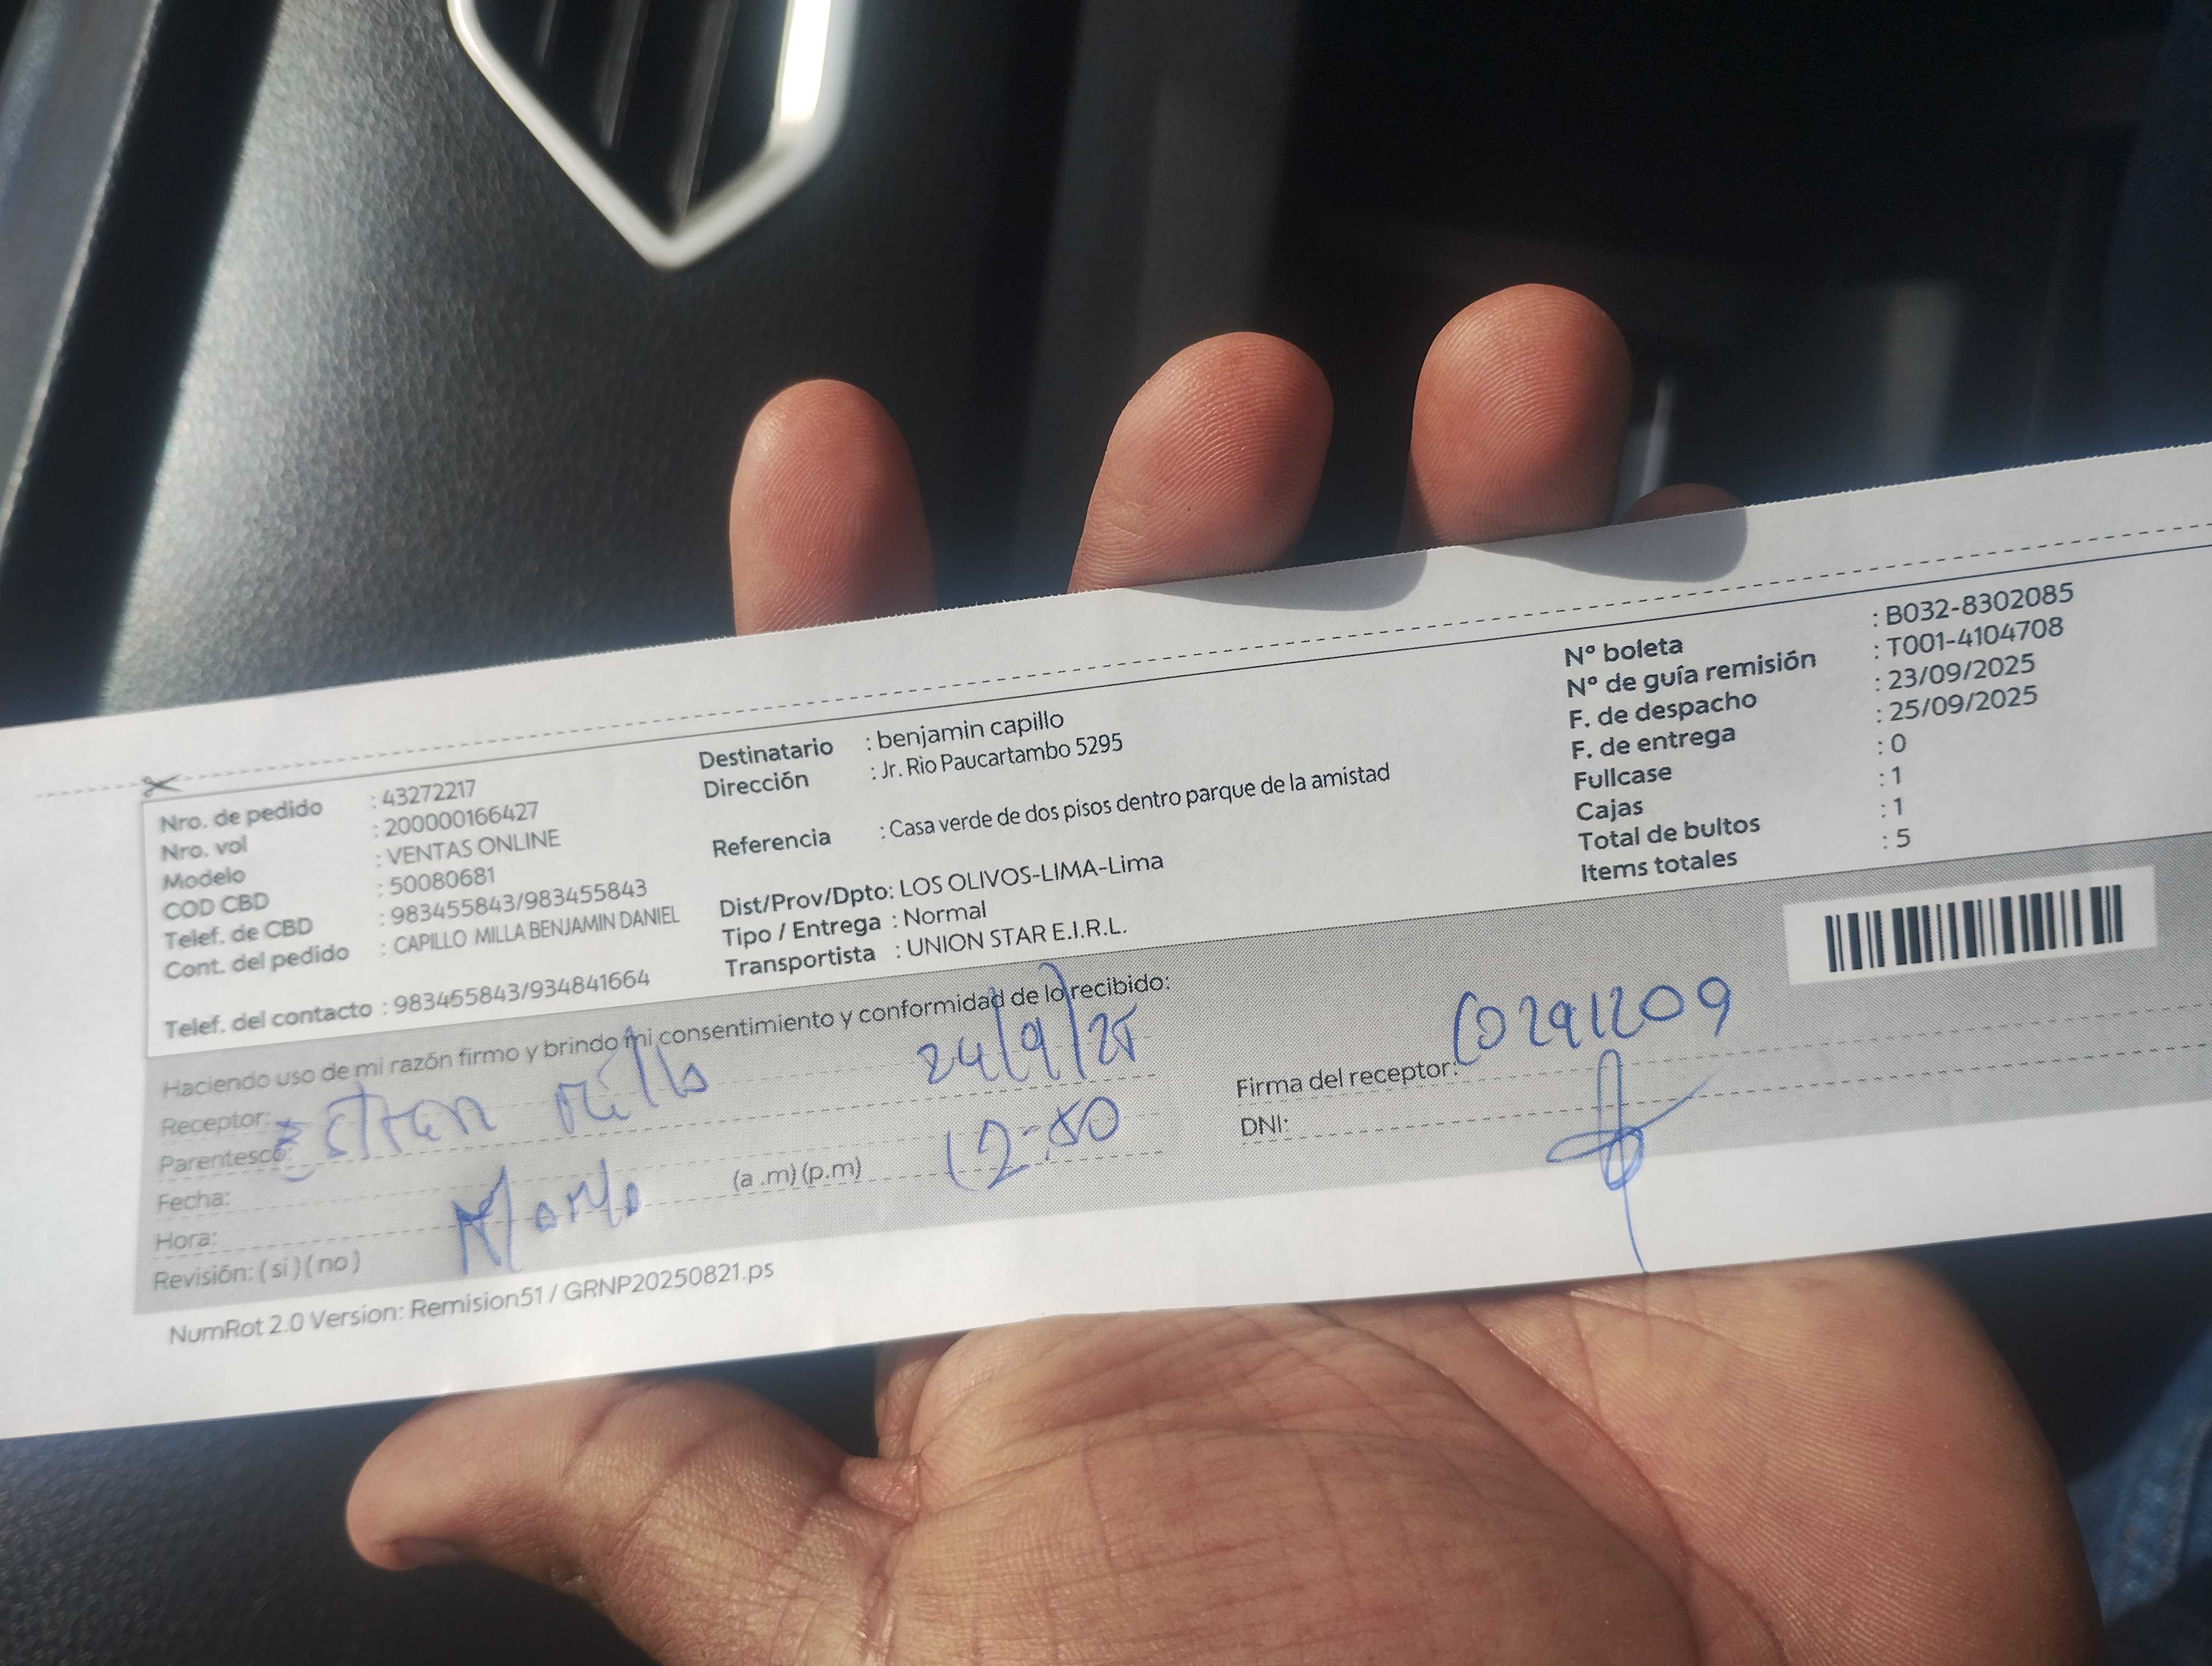 Nro. de pedido : 43272217
Nro. vol : 200000166427
Modelo : VENTAS ONLINE
COD CBD : 50080681
Telef. de CBD : 983455843/983455843
Cont. del pedido : CAPILLO MILLA BENJAMIN DANIEL
Telef. del contacto : 983455843/934841664
Destinatario : benjamin capillo
Dirección : Jr. Rio Paucartambo 5295
Referencia : Casa verde de dos pisos dentro parque de la amistad
Dist/Prov/Dpto: LOS OLIVOS-LIMA-Lima
Tipo / Entrega : Normal
Transportista : UNION STAR E.I.R.L.
Nº boleta : B032-8302085
Nº de guía remisión : T001-4104708
F. de despacho : 23/09/2025
F. de entrega : 25/09/2025
Fullcase : 0
Cajas : 1
Total de bultos : 1
Items totales : 5
Haciendo uso de mi razón firmo y brindo mi consentimiento y conformidad de lo recibido:
Receptor:
Parentesco:
24/9/25
Fecha:
Hora: (a .m) (p.m)
Revisión: ( si ) ( no )
Firma del receptor:
DNI:
NumRot 2.0 Version: Remision51 / GRNP20250821.ps